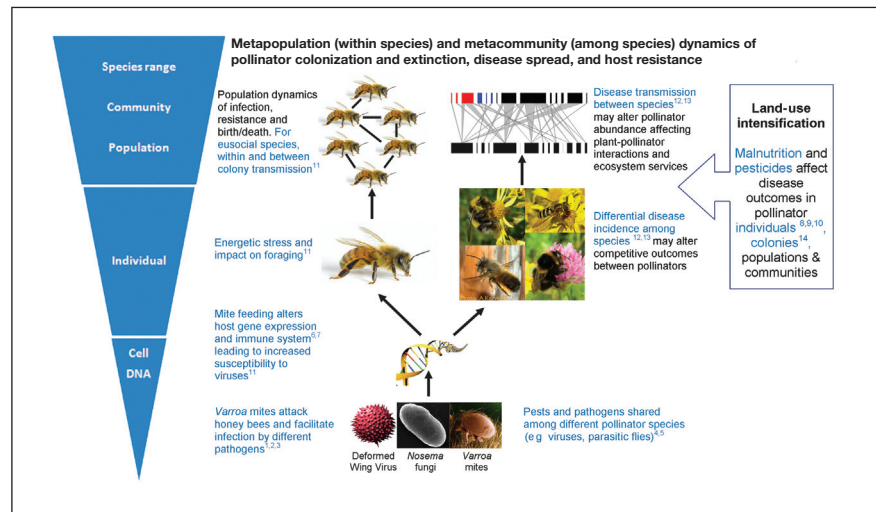 Metapopulation (within species) and metacommunity (among species) dynamics of
pollinator colonization and extinction, disease spread, and host resistance
Species range
Community
Population
Individual
Cell
DNA
Population dynamics
of infection,
resistance and
birth/death. For
eusocial species,
within and between
colony transmission11
Energetic stress and
impact on foraging11
Mite feeding alters
host gene expression
and immune system6,7
leading to increased
susceptibility to
viruses11
Varroa mites attack
honey bees and facilitate
infection by different
pathogens1,2,3
Deformed
Wing Virus
Nosema
fungi
Varroa
mites
Disease transmission
between species12,13
may alter pollinator
abundance affecting
plant-pollinator
interactions and
ecosystem services
Differential disease
incidence among
species 12,13 may alter
competitive outcomes
between pollinators
Pests and pathogens shared
among different pollinator species
(e g viruses, parasitic flies)4,5
Land-use
intensification
Malnutrition and
pesticides affect
disease
outcomes in
pollinator
individuals 6,9,10,
colonies14,
populations &
communities